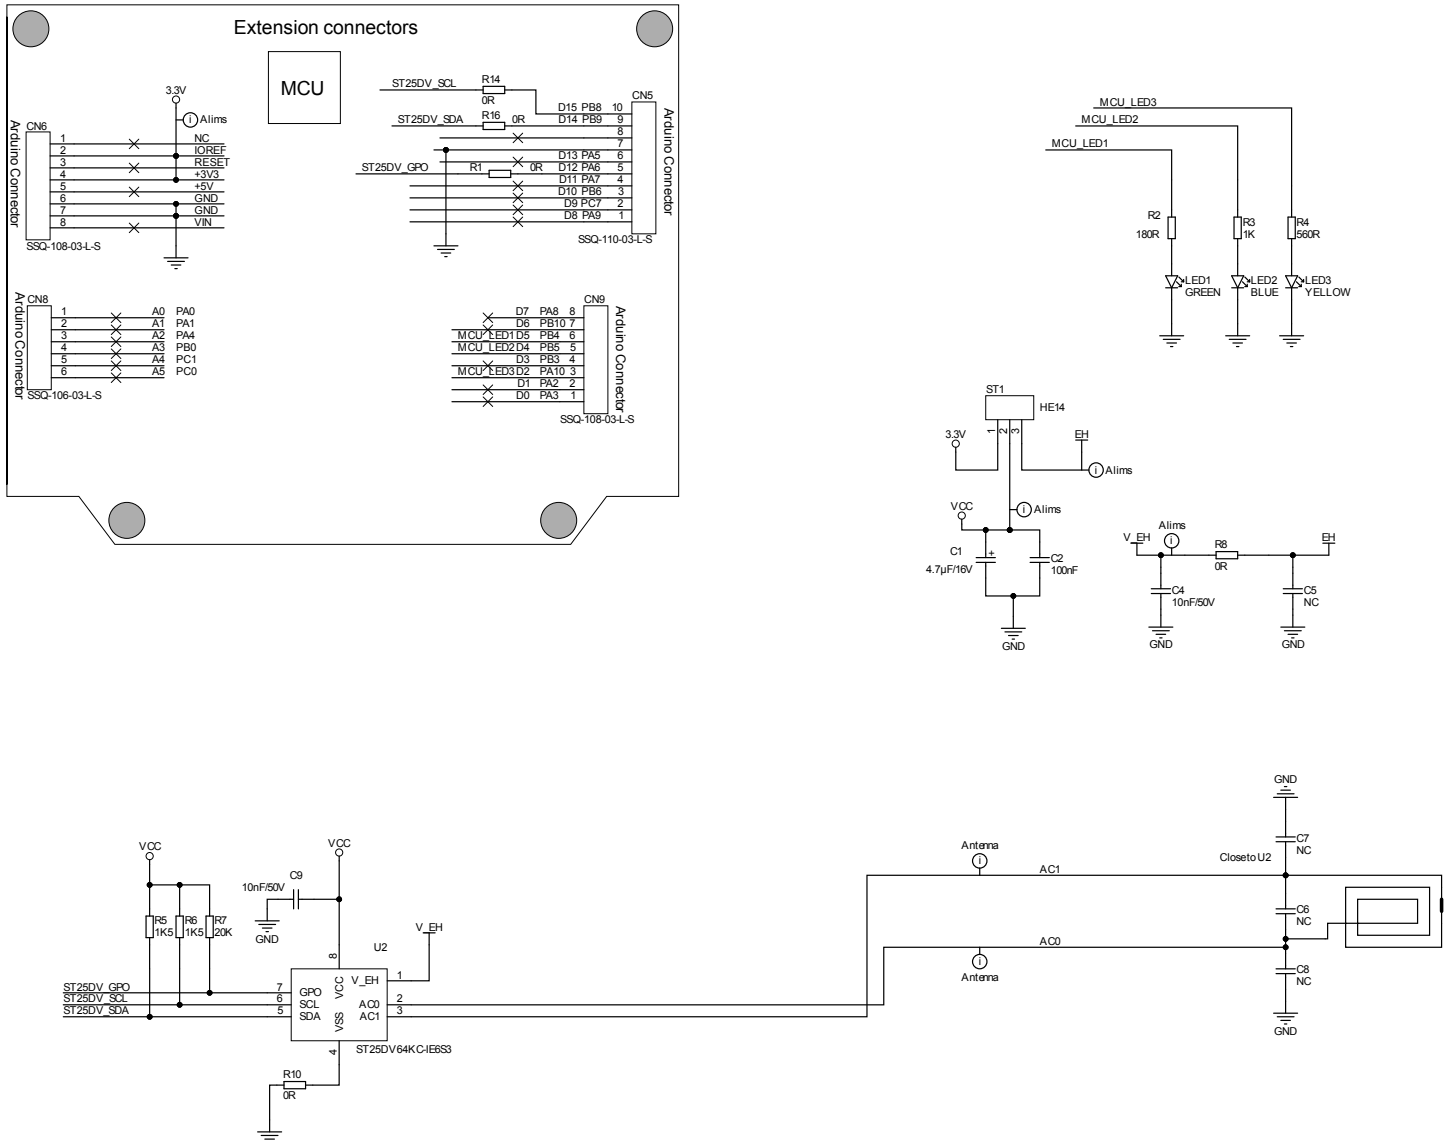 Extension connectors
MCU
3.3V
Alims
CN6
Arduino Connector
1 NC
2 IOREF
3 RESET
4 +3V3
5 +5V
6 GND
7 GND
8 VIN
SSQ-108-03-L-S
ST25DV_SCL R14
0R
CN5
Arduino Connector
D15 PB8 10
ST25DV_SDA R16 0R D14 PB9 9
8
7
D13 PA5 6
ST25DV_GPO R1 0R D12 PA6 5
D11 PA7 4
D10 PB6 3
D9 PC7 2
D8 PA9 1
SSQ-110-03-L-S
CN8
Arduino Connector
1 A0 PA0
2 A1 PA1
3 A2 PA4
4 A3 PB0
5 A4 PC1
6 A5 PC0
SSQ-106-03-L-S
CN9
Arduino Connector
D7 PA8 8
D6 PB10 7
MCU_LED1 D5 PB4 6
MCU_LED2 D4 PB5 5
D3 PB3 4
MCU_LED3 D2 PA10 3
D1 PA2 2
D0 PA3 1
SSQ-108-03-L-S
MCU_LED3
MCU_LED2
MCU_LED1
R2
180R
R3
1K
R4
560R
LED1
GREEN
LED2
BLUE
LED3
YELLOW
ST1
HE14
1 2 3
3.3V
EH
i Alims
VCC
i Alims
C1
+
4.7µF/16V
C2
100nF
GND
V_EH
Alims
i
R8
0R
EH
C4
10nF/50V
C5
NC
GND
GND
VCC
R5
1K5
R6
1K5
R7
20K
VCC
C9
10nF/50V
GND
V_EH
U2
8
VCC
V_EH 1
ST25DV_GPO 7 GPO
ST25DV_SCL 6 SCL
ST25DV_SDA 5 SDA
AC0 2
AC1 3
VSS
4
ST25DV64KC-IE6S3
R10
0R
Antenna
i
AC1
AC0
i
Antenna
GND
C7
NC
Closeto U2
C6
NC
C8
NC
GND